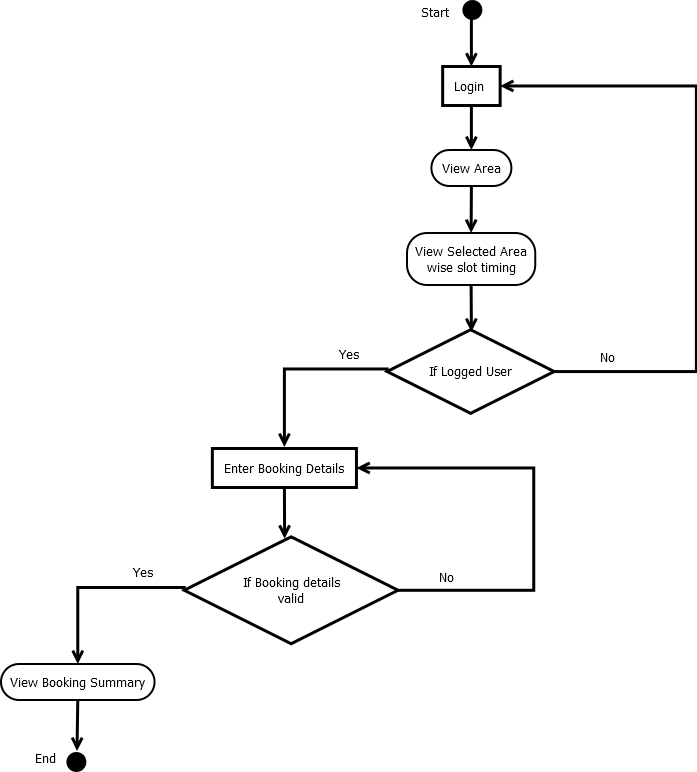 Start
Login
View Area
View Selected Area
wise slot timing
Yes
No
If Logged User
Enter Booking Details
Yes
No
If Booking details
valid
View Booking Summary
End